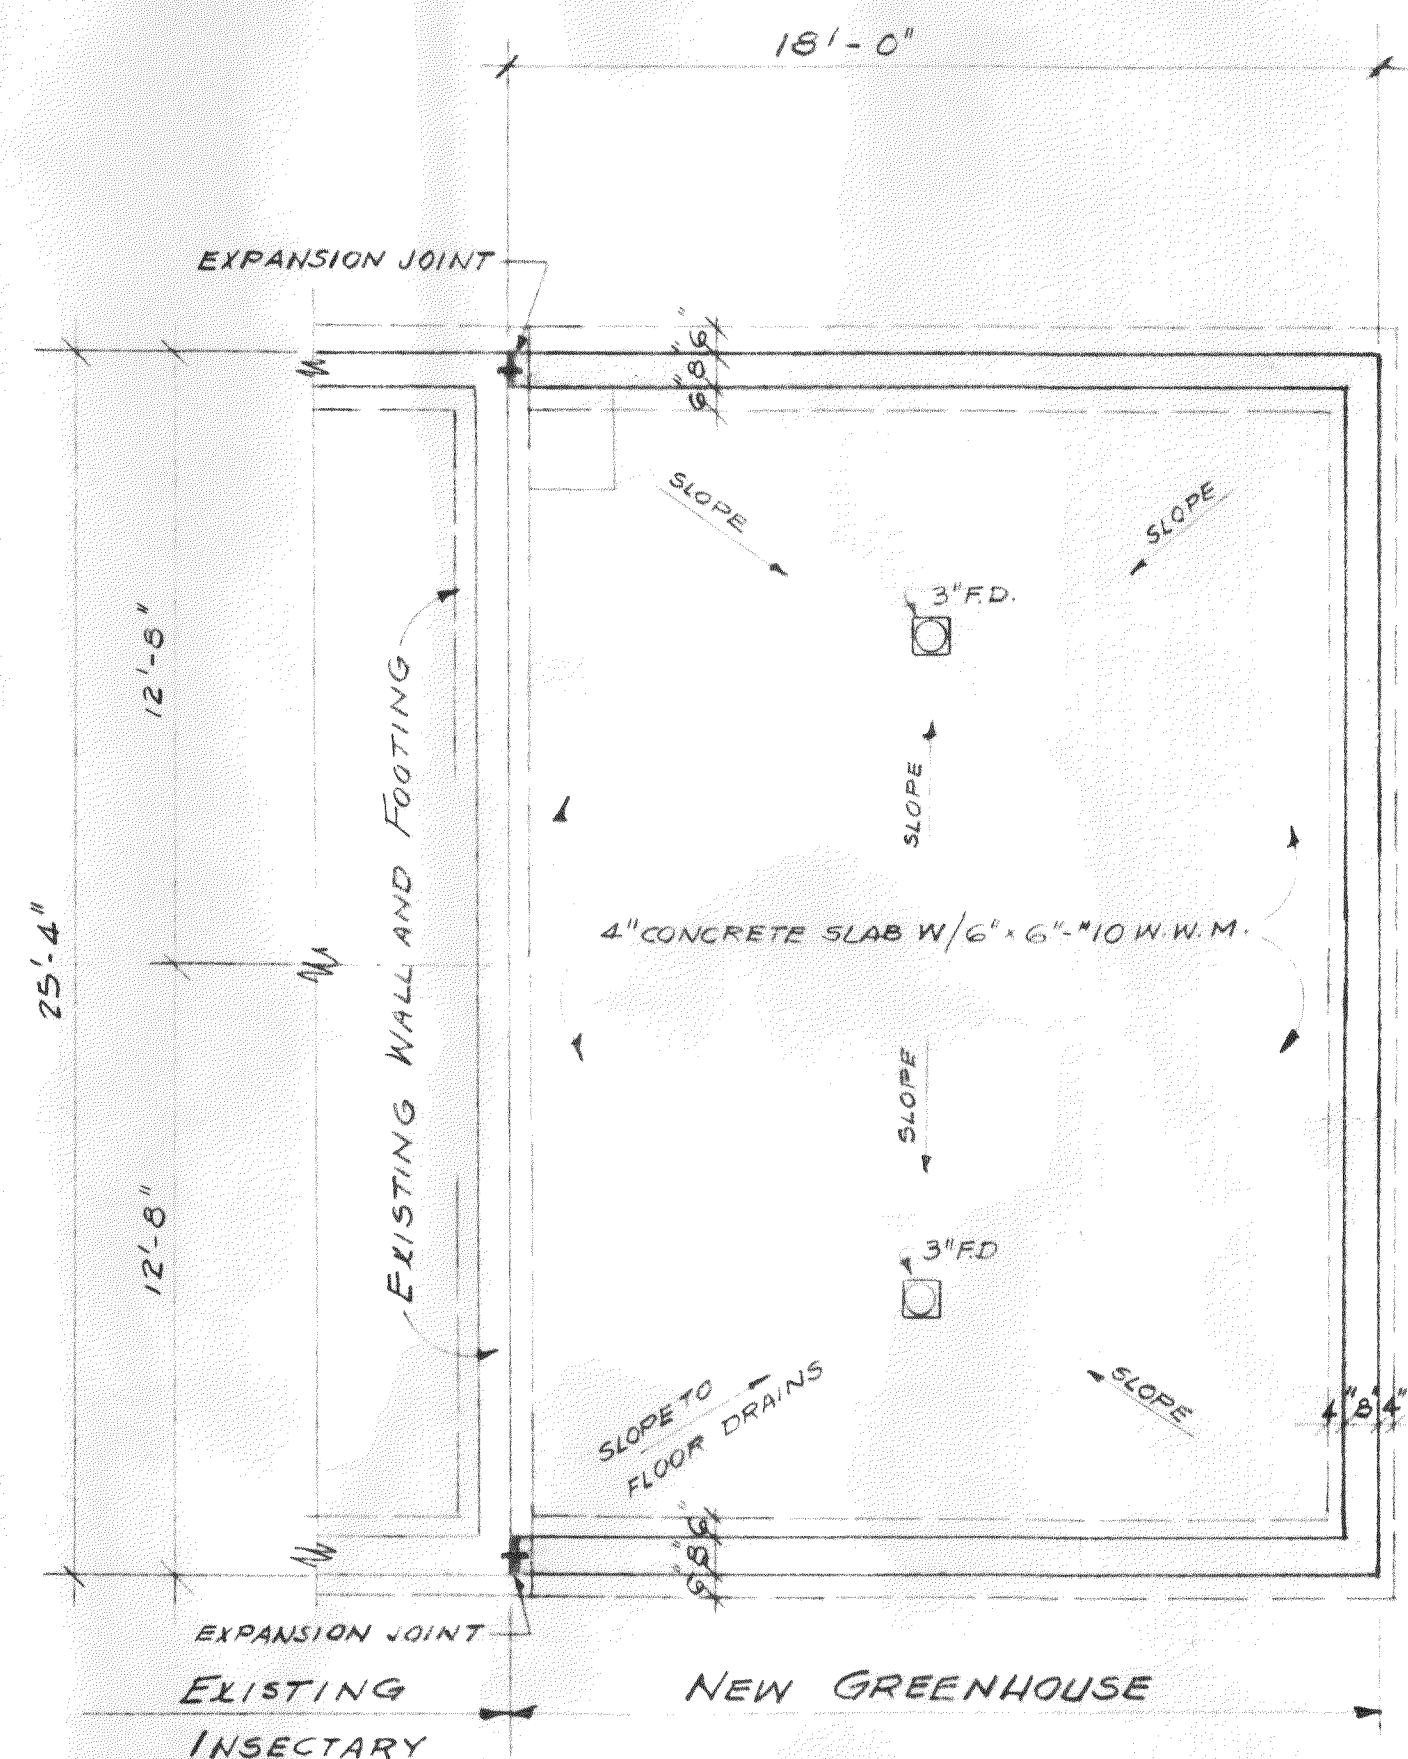 18'-0"
EXPANSION JOINT
6"
8"
6"
SLOPE
SLOPE
3"F.D.
12'-8"
EXISTING WALL AND FOOTING
SLOPE
25'-4"
4"CONCRETE SLAB W/6"x6"-#10 W.W.M.
SLOPE
12'-8"
3"F.D
SLOPE TO
FLOOR DRAINS
SLOPE
4"8"4"
6"
8"
6"
EXPANSION JOINT
EXISTING
INSECTARY
NEW GREENHOUSE